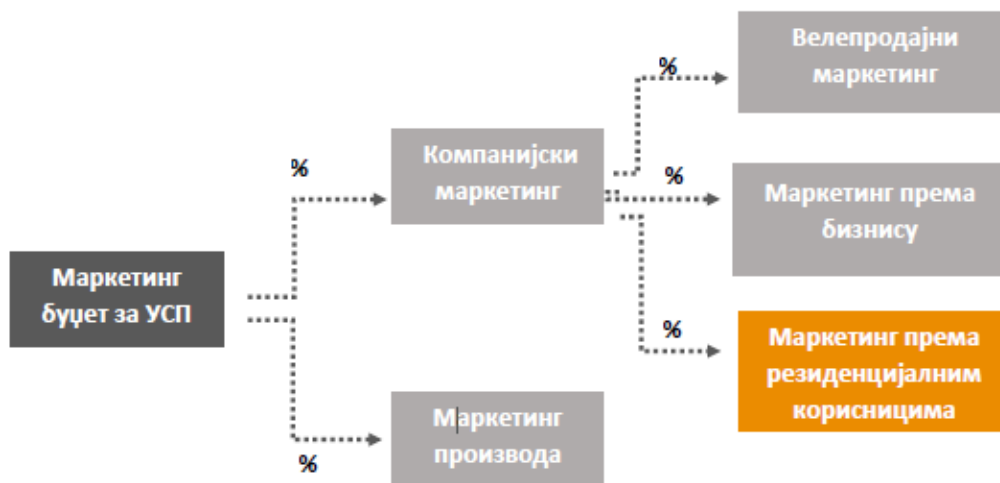 Велепродајни
маркетинг
%
Компанијски
маркетинг
%
%
Маркетинг према
бизнису
Маркетинг
буџет за УСП
%
Маркетинг према
резиденцијалним
корисницима
Маркетинг
производа
%